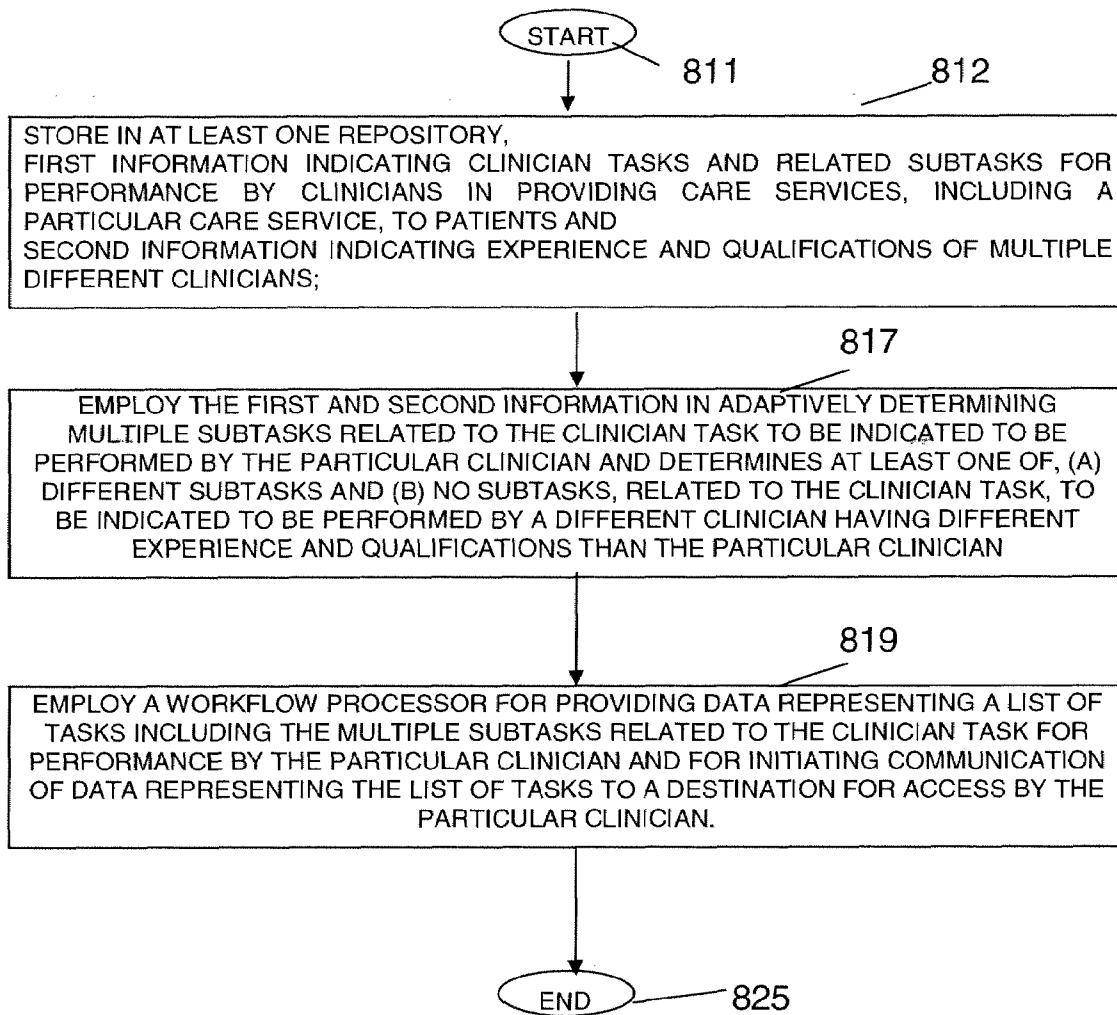 START
811
812
STORE IN AT LEAST ONE REPOSITORY,
FIRST INFORMATION INDICATING CLINICIAN TASKS AND RELATED SUBTASKS FOR
PERFORMANCE BY CLINICIANS IN PROVIDING CARE SERVICES, INCLUDING A
PARTICULAR CARE SERVICE, TO PATIENTS AND
SECOND INFORMATION INDICATING EXPERIENCE AND QUALIFICATIONS OF MULTIPLE
DIFFERENT CLINICIANS;
817
EMPLOY THE FIRST AND SECOND INFORMATION IN ADAPTIVELY DETERMINING
MULTIPLE SUBTASKS RELATED TO THE CLINICIAN TASK TO BE INDICATED TO BE
PERFORMED BY THE PARTICULAR CLINICIAN AND DETERMINES AT LEAST ONE OF, (A)
DIFFERENT SUBTASKS AND (B) NO SUBTASKS, RELATED TO THE CLINICIAN TASK, TO
BE INDICATED TO BE PERFORMED BY A DIFFERENT CLINICIAN HAVING DIFFERENT
EXPERIENCE AND QUALIFICATIONS THAN THE PARTICULAR CLINICIAN
819
EMPLOY A WORKFLOW PROCESSOR FOR PROVIDING DATA REPRESENTING A LIST OF
TASKS INCLUDING THE MULTIPLE SUBTASKS RELATED TO THE CLINICIAN TASK FOR
PERFORMANCE BY THE PARTICULAR CLINICIAN AND FOR INITIATING COMMUNICATION
OF DATA REPRESENTING THE LIST OF TASKS TO A DESTINATION FOR ACCESS BY THE
PARTICULAR CLINICIAN.
END
825